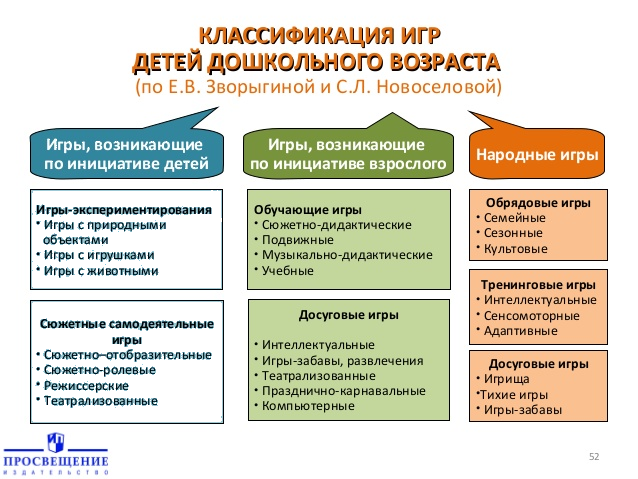 КЛАССИФИКАЦИЯ ИГР
ДЕТЕЙ ДОШКОЛЬНОГО ВОЗРАСТА
(по Е.В. Зворыгиной и С.Л. Новоселовой)
Игры, возникающие
по инициативе детей
Игры-экспериментирования
• Игры с природными
объектами
• Игры с игрушками
• Игры с животными
Сюжетные самодеятельные
игры
• Сюжетно–отобразительные
• Сюжетно-ролевые
• Режиссерские
• Театрализованные
Игры, возникающие
по инициативе взрослого
Обучающие игры
• Сюжетно-дидактические
• Подвижные
• Музыкально-дидактические
• Учебные
Досуговые игры
• Интеллектуальные
• Игры-забавы, развлечения
• Театрализованные
• Празднично-карнавальные
• Компьютерные
Народные игры
Обрядовые игры
• Семейные
• Сезонные
• Культовые
Тренинговые игры
• Интеллектуальные
• Сенсомоторные
• Адаптивные
Досуговые игры
• Игрища
•Тихие игры
• Игры-забавы
ИП
ПРОСВЕЩЕНИЕ
ИЗДАТЕЛЬСТВО
52